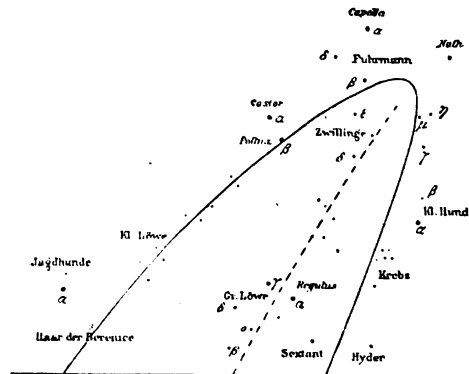 Capella
α
Nath
δ
Fuhrmann
β
Castor
α
ε
μ
η
Pollux
β
Zwillinge
δ
γ
β
Kl. Hund
α
Kl. Löwe
Jagdhunde
α
Krebs
γ
Regulus
Gr. Löwe
α
δ
Haar der Berenice
β
Sextant
Hyder